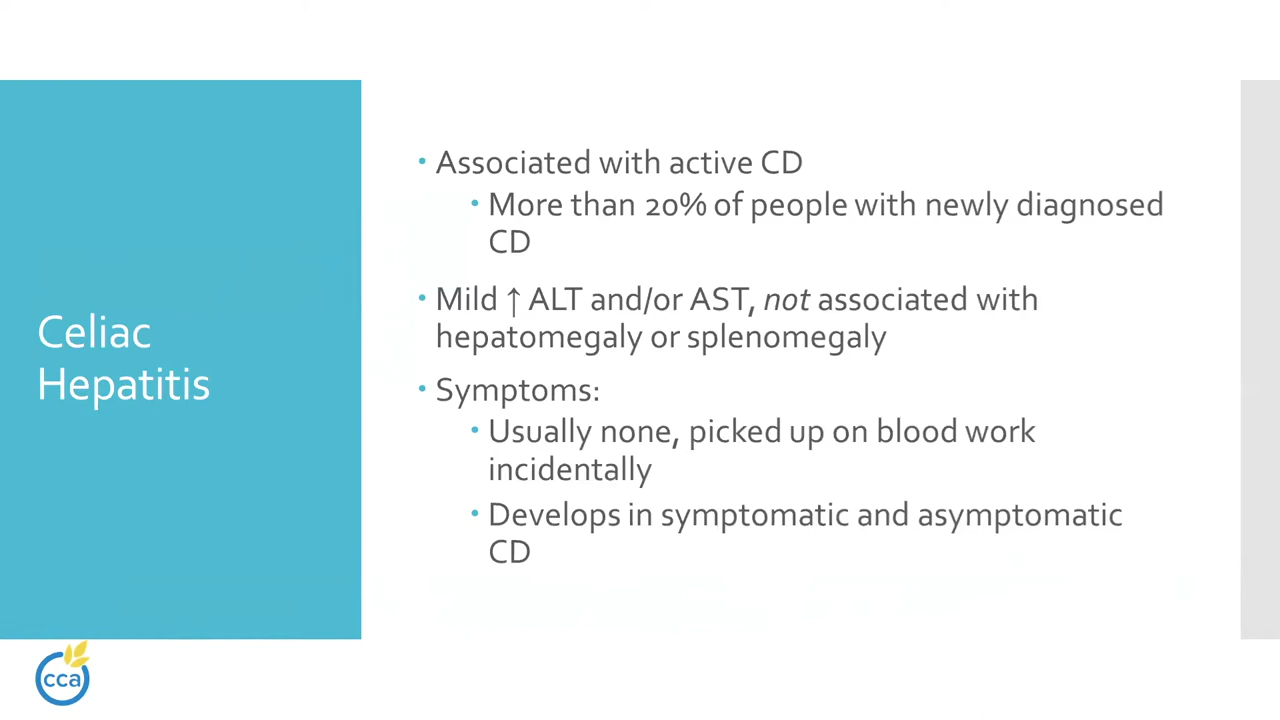 Celiac
Hepatitis
• Associated with active CD
• More than 20% of people with newly diagnosed
CD
• Mild ↑ ALT and/or AST, not associated with
hepatomegaly or splenomegaly
• Symptoms:
• Usually none, picked up on blood work
incidentally
• Develops in symptomatic and asymptomatic
CD
cca